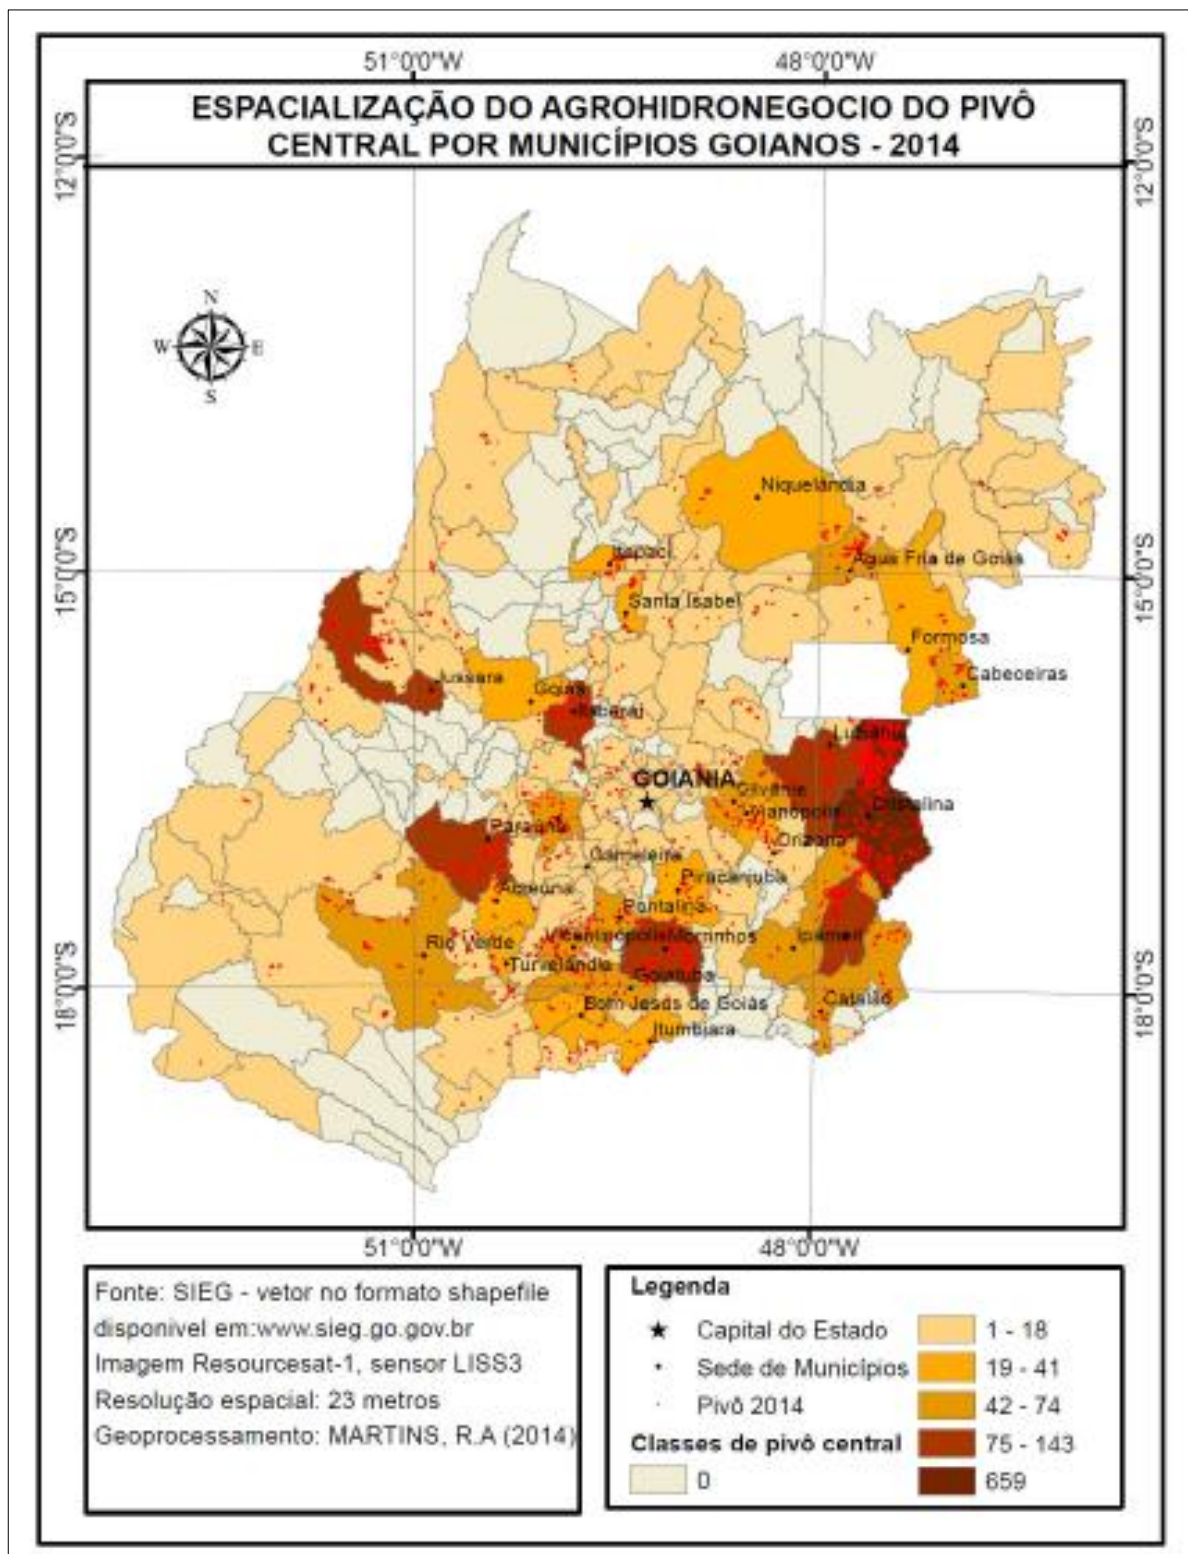 51°0'0"W 48°0'0"W
ESPACIALIZAÇÃO DO AGROHIDRONEGOCIO DO PIVÔ
CENTRAL POR MUNICÍPIOS GOIANOS - 2014
12°0'0"S 12°0'0"S
N
W E
S
Niquelândia
Itapaci
Água Fria de Goiás
15°0'0"S 15°0'0"S
Santa Isabel
Formosa
Cabeceiras
Jussara
Goiás
Itaberaí
Luziânia
GOIANIA
Silvânia
Cristalina
Vianópolis
Paraúna
Orizona
Gameleira
Piracanjuba
Acreúna
Pontalina
Rio Verde
Vicentinópolis
Morrinhos
Ipameri
Turvelândia
Goiatuba
18°0'0"S 18°0'0"S
Bom Jesus de Goiás
Catalão
Itumbiara
51°0'0"W 48°0'0"W
Fonte: SIEG - vetor no formato shapefile
disponivel em:www.sieg.go.gov.br
Imagem Resourcesat-1, sensor LISS3
Resolução espacial: 23 metros
Geoprocessamento: MARTINS, R.A (2014)
Legenda
Capital do Estado
Sede de Municípios
Pivô 2014
Classes de pivô central
0
1 - 18
19 - 41
42 - 74
75 - 143
659